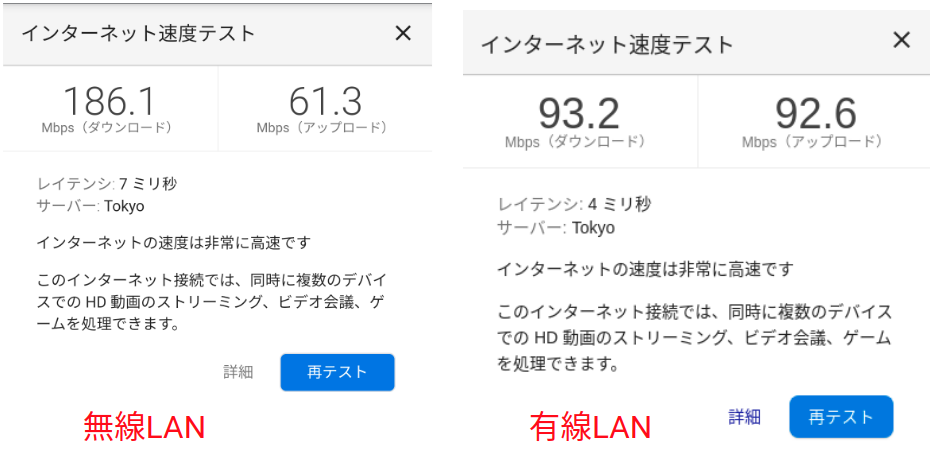 インターネット速度テスト ×
186.1 61.3
Mbps（ダウンロード） Mbps（アップロード）
レイテンシ: 7 ミリ秒
サーバー: Tokyo
インターネットの速度は非常に高速です
このインターネット接続では、同時に複数のデバイ
スでの HD 動画のストリーミング、ビデオ会議、ゲ
ームを処理できます。
詳細 再テスト
無線LAN
インターネット速度テスト ×
93.2 92.6
Mbps（ダウンロード） Mbps（アップロード）
レイテンシ: 4 ミリ秒
サーバー: Tokyo
インターネットの速度は非常に高速です
このインターネット接続では、同時に複数のデバイス
での HD 動画のストリーミング、ビデオ会議、ゲーム
を処理できます。
詳細 再テスト
有線LAN